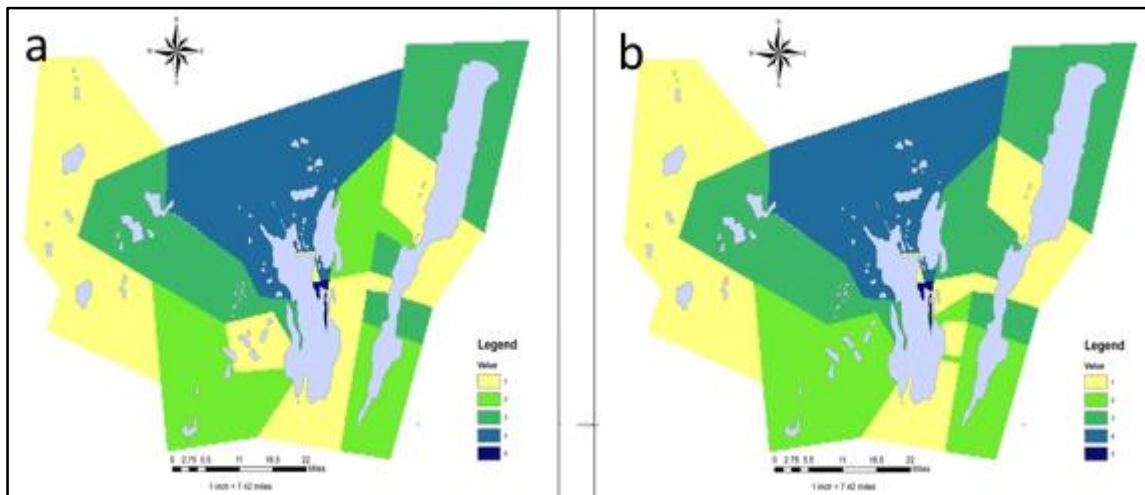 a
N
W
E
S
Legend
Value
1
2
3
4
5
0 2.75 5.5 11 16.5 22
Miles
1 inch = 7.42 miles
b
N
W
E
S
Legend
Value
1
2
3
4
5
0 2.75 5.5 11 16.5 22
Miles
1 inch = 7.42 miles